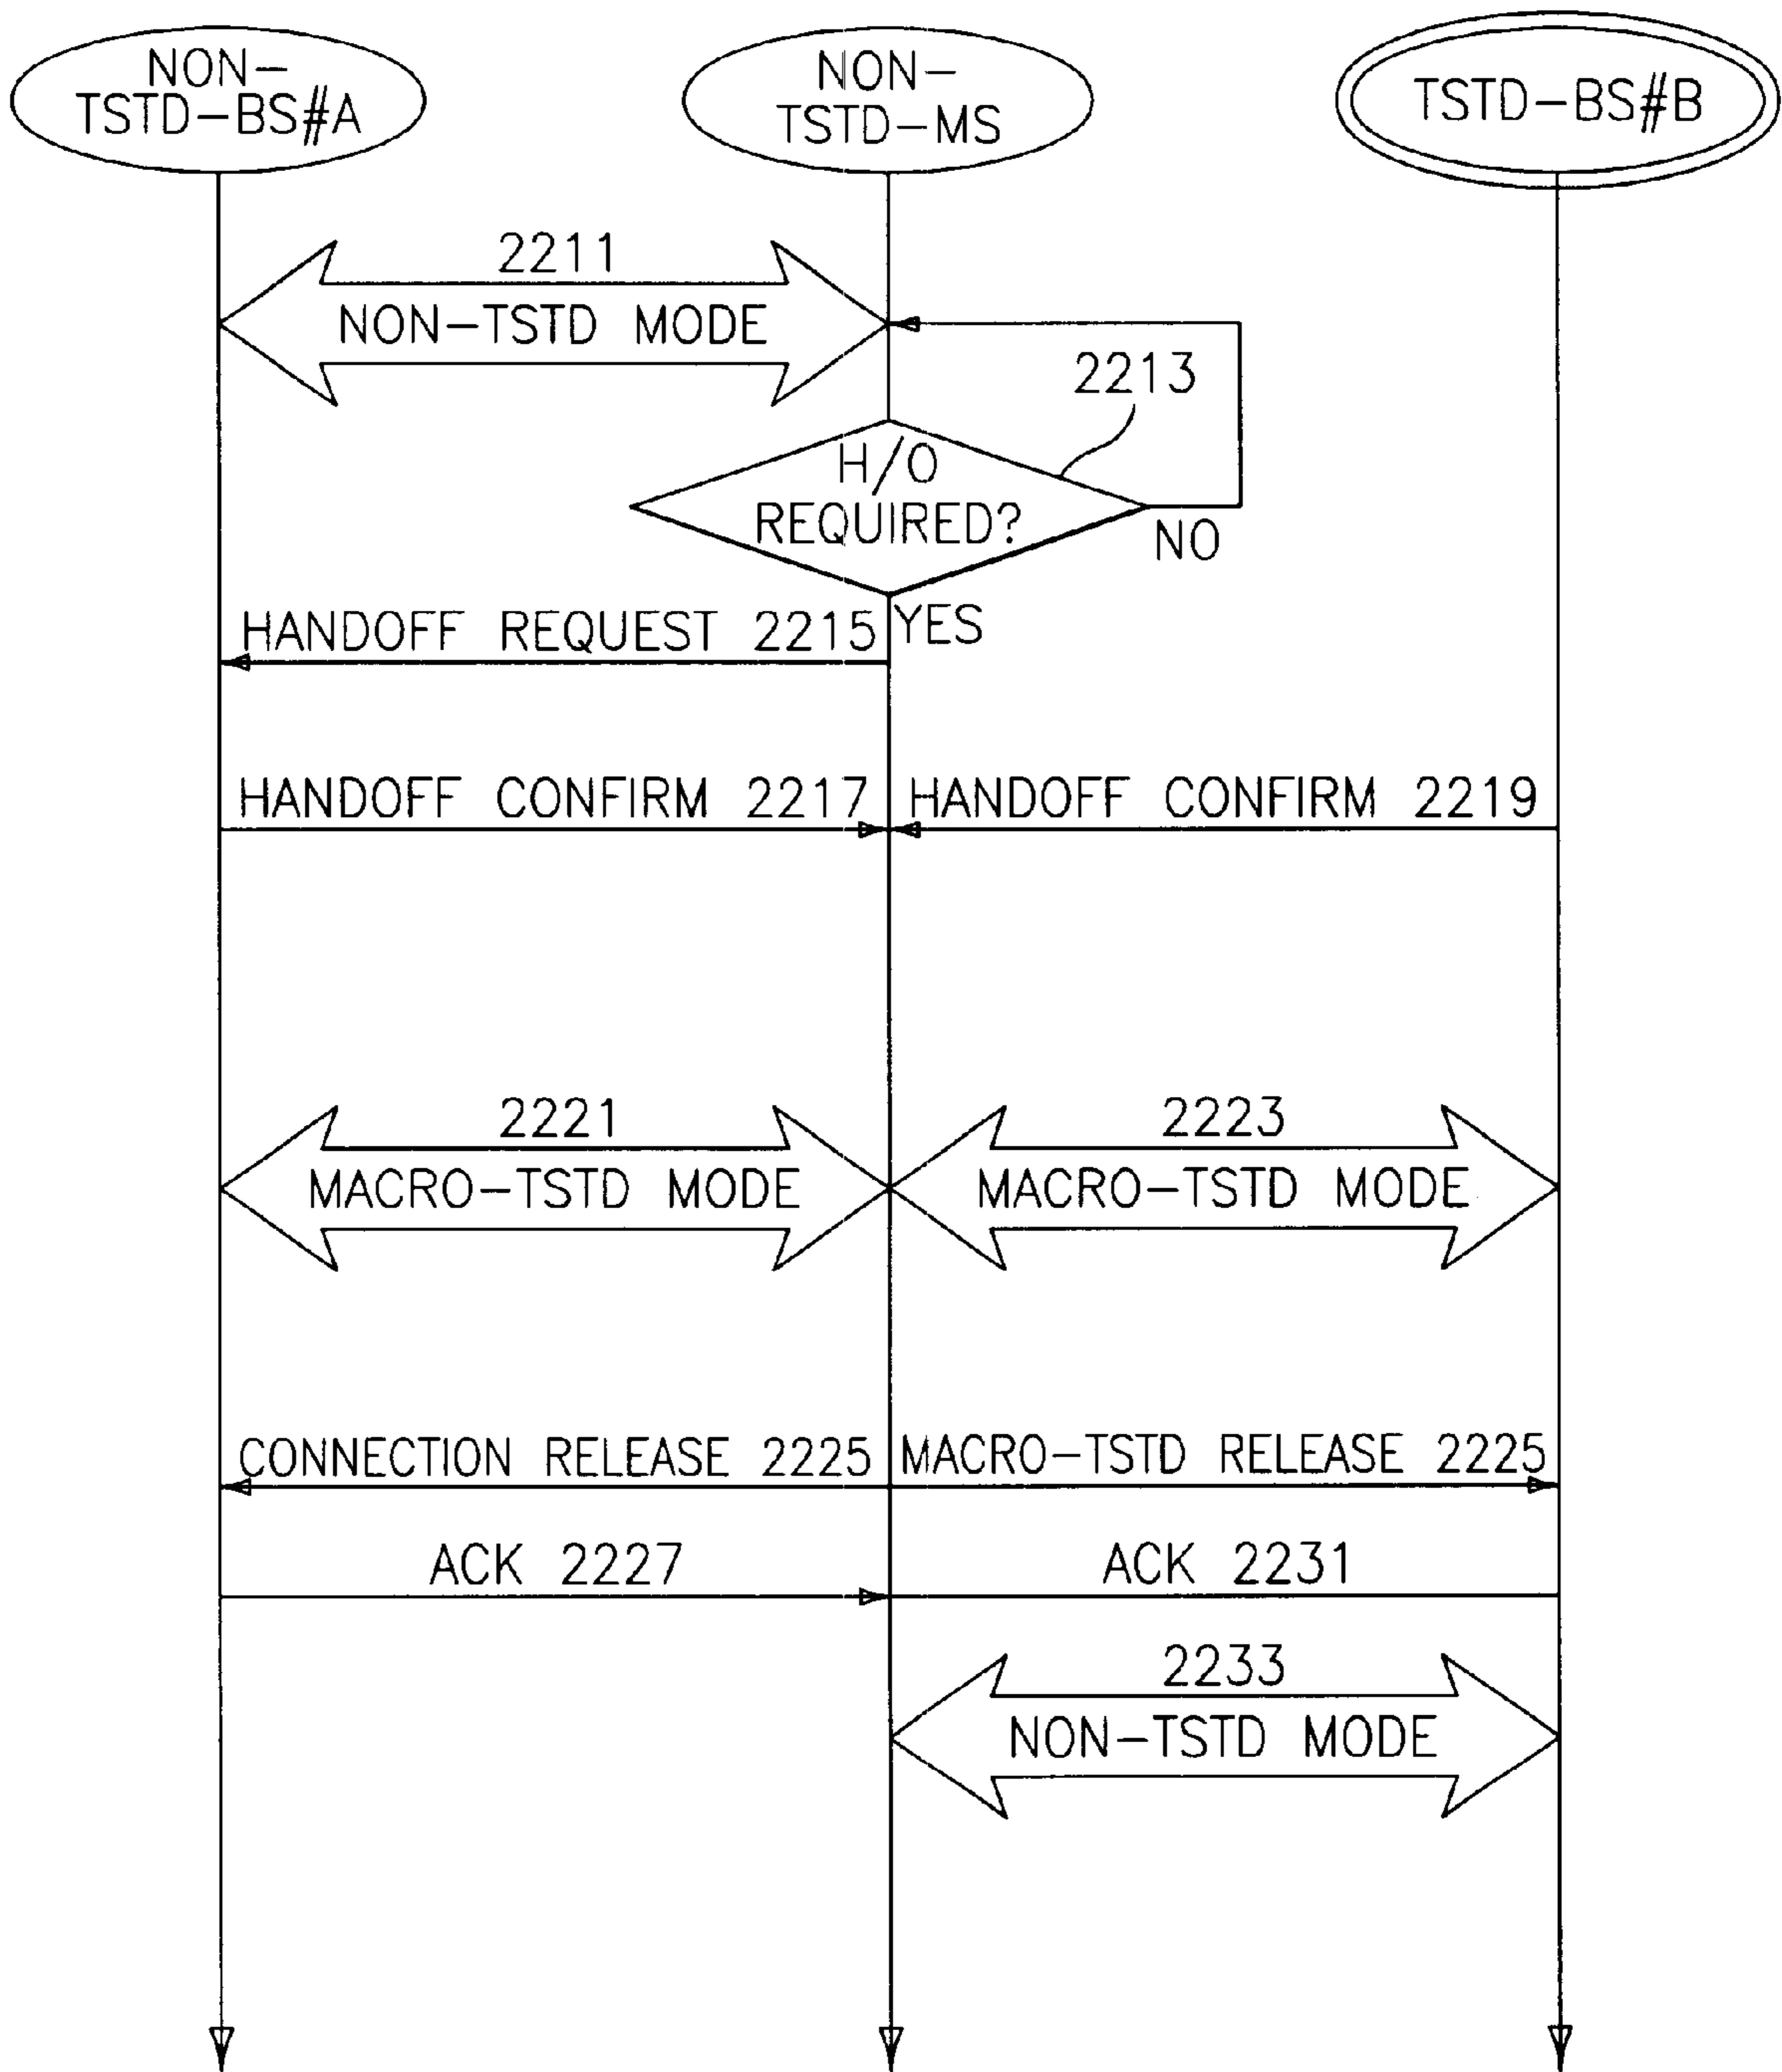 NON-
TSTD-BS#A
NON-
TSTD-MS
TSTD-BS#B
2211
NON-TSTD MODE
2213
H/O
REQUIRED?
NO
YES
HANDOFF REQUEST 2215
HANDOFF CONFIRM 2217
HANDOFF CONFIRM 2219
2221
MACRO-TSTD MODE
2223
MACRO-TSTD MODE
CONNECTION RELEASE 2225
MACRO-TSTD RELEASE 2225
ACK 2227
ACK 2231
2233
NON-TSTD MODE